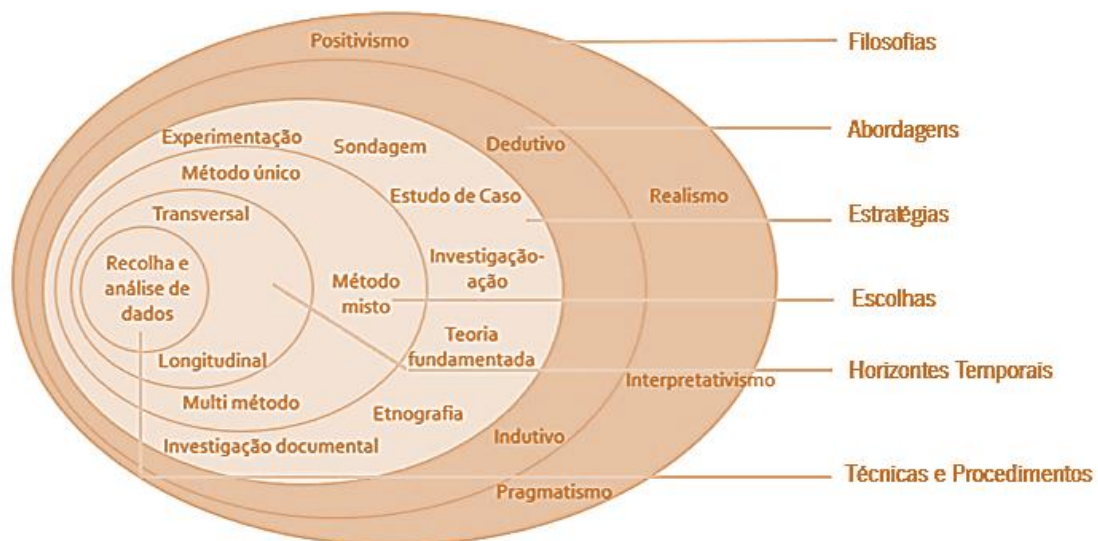 Positivismo
Filosofias
Experimentação
Sondagem
Dedutivo
Abordagens
Método único
Estudo de Caso
Realismo
Transversal
Estratégias
Recolha e
análise de
dados
Investigação-
ação
Método
misto
Escolhas
Teoria
fundamentada
Longitudinal
Interpretativismo
Horizontes Temporais
Multi método
Etnografia
Investigação documental
Indutivo
Pragmatismo
Técnicas e Procedimentos